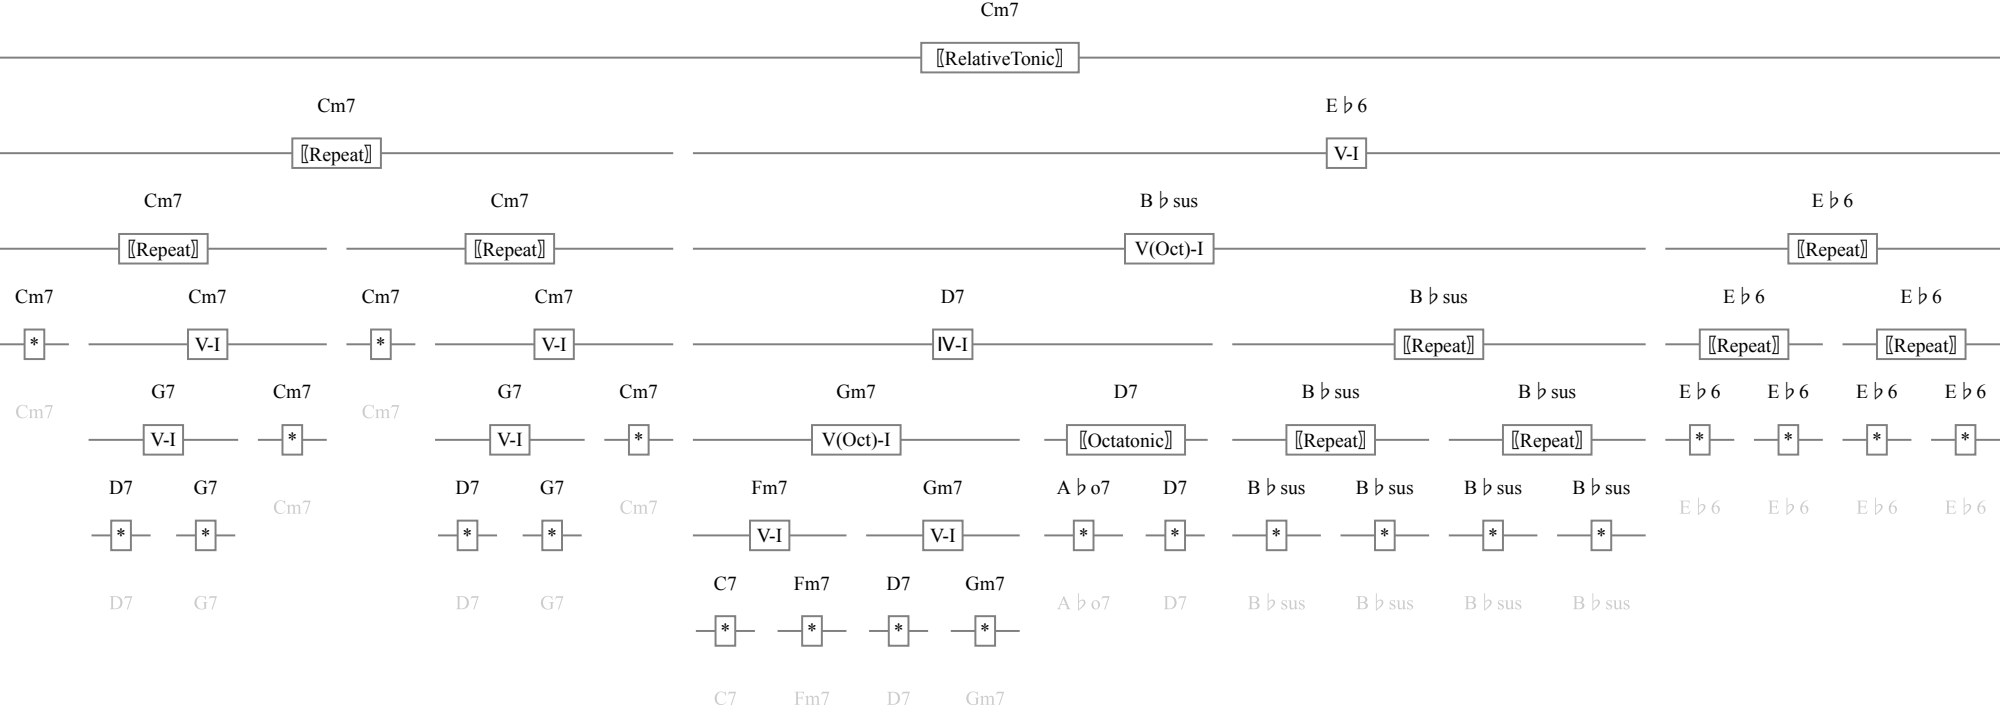 Cm7
⟦RelativeTonic⟧
Cm7 E♭6
⟦Repeat⟧ V-I
Cm7 Cm7 B♭sus E♭6
⟦Repeat⟧ ⟦Repeat⟧ V(Oct)-I ⟦Repeat⟧
Cm7 Cm7 Cm7 Cm7 D7 B♭sus E♭6 E♭6
* V-I * V-I Ⅳ-I ⟦Repeat⟧ ⟦Repeat⟧ ⟦Repeat⟧
G7 Cm7 G7 Cm7 Gm7 D7 B♭sus B♭sus E♭6 E♭6 E♭6 E♭6
Cm7 Cm7
V-I * V-I * V(Oct)-I ⟦Octatonic⟧ ⟦Repeat⟧ ⟦Repeat⟧ * * * *
D7 G7 D7 G7 Fm7 Gm7 A♭o7 D7 B♭sus B♭sus B♭sus B♭sus
Cm7 Cm7 E♭6 E♭6 E♭6 E♭6
* * * * V-I V-I * * * * * *
C7 Fm7 D7 Gm7
D7 G7 D7 G7 A♭o7 D7 B♭sus B♭sus B♭sus B♭sus
* * * *
C7 Fm7 D7 Gm7